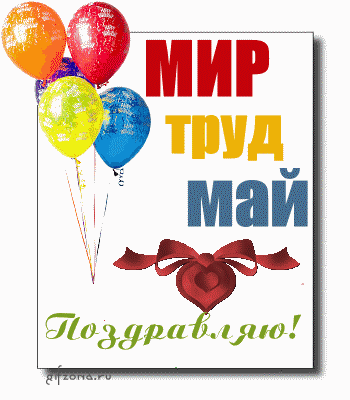 МИР
труд
май
Поздравляю!
gifzona.ru